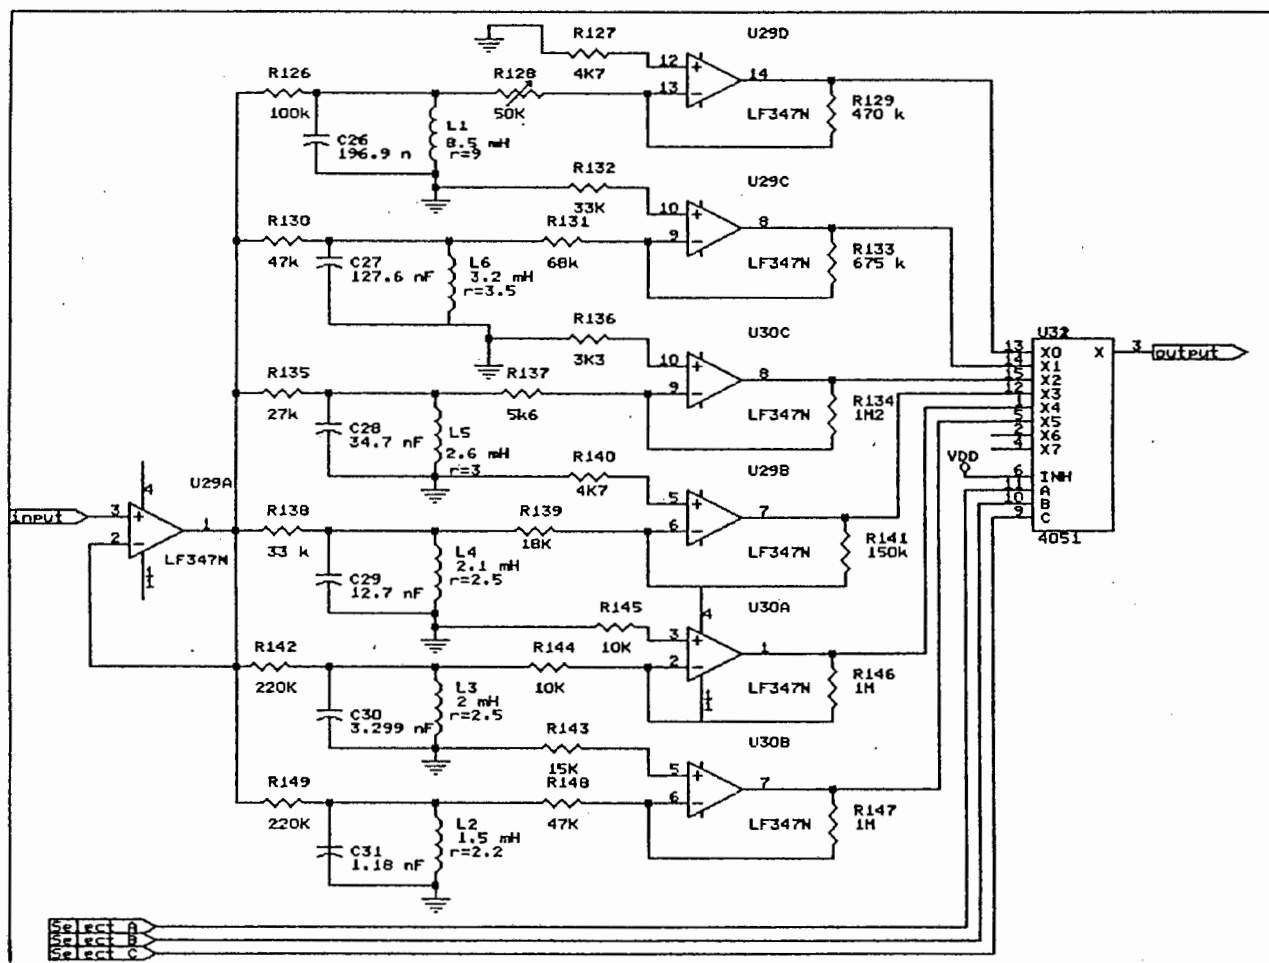 R127
U29D
12
14
4K7
R126
R128
13
100k
50K
LF347N
R129
470 k
C26
196.9 n
L1
8.5 mH
r=9
R132
U29C
33K
10
8
R130
R131
9
47k
68k
LF347N
R133
675 k
C27
127.6 nF
L6
3.2 mH
r=3.5
R136
U30C
3K3
10
8
R135
R137
9
27k
5k6
LF347N
R134
1M2
C28
34.7 nF
L5
2.6 mH
r=3
R140
U29B
4K7
5
7
U29A
4
input
3
1
2
LF347N
11
R138
R139
6
33 k
18K
LF347N
R141
150k
C29
12.7 nF
L4
2.1 mH
r=2.5
R145
U30A
4
10K
3
1
R142
R144
2
220K
10K
LF347N
11
R146
1M
C30
3.299 nF
L3
2 mH
r=2.5
R143
U30B
15K
5
7
R149
R148
6
220K
47K
LF347N
R147
1M
C31
1.18 nF
L2
1.5 mH
r=2.2
U32
13 X0 X 3 output
14 X1
15 X2
12 X3
1 X4
5 X5
2 X6
4 X7
VDD
6 INH
11 A
10 B
9 C
4051
Select A
Select B
Select C